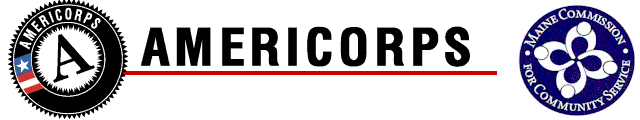 AMERICORPS
A
AMERICORPS
MAINE COMMISSION
FOR COMMUNITY SERVICE